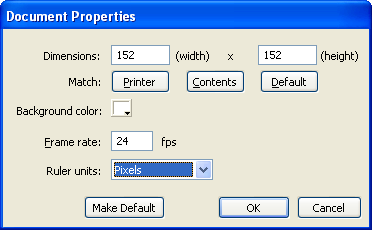 Document Properties
Dimensions: 152 (width) x 152 (height)
Match: Printer Contents Default
Background color:
Frame rate: 24 fps
Ruler units: Pixels
Make Default OK Cancel